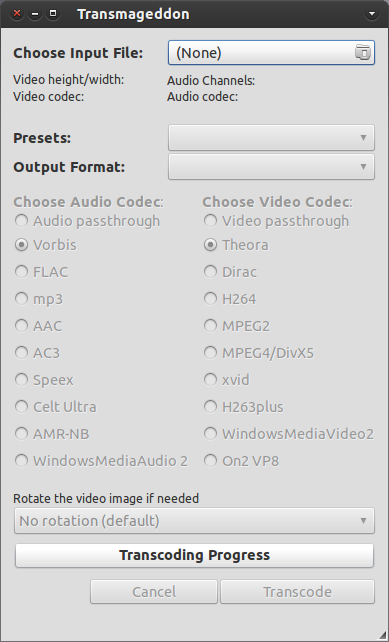 Transmageddon
Choose Input File: (None)
Video height/width: Audio Channels:
Video codec: Audio codec:
Presets:
Output Format:
Choose Audio Codec: Choose Video Codec:
Audio passthrough Video passthrough
Vorbis Theora
FLAC Dirac
mp3 H264
AAC MPEG2
AC3 MPEG4/DivX5
Speex xvid
Celt Ultra H263plus
AMR-NB WindowsMediaVideo2
WindowsMediaAudio 2 On2 VP8
Rotate the video image if needed
No rotation (default)
Transcoding Progress
Cancel Transcode